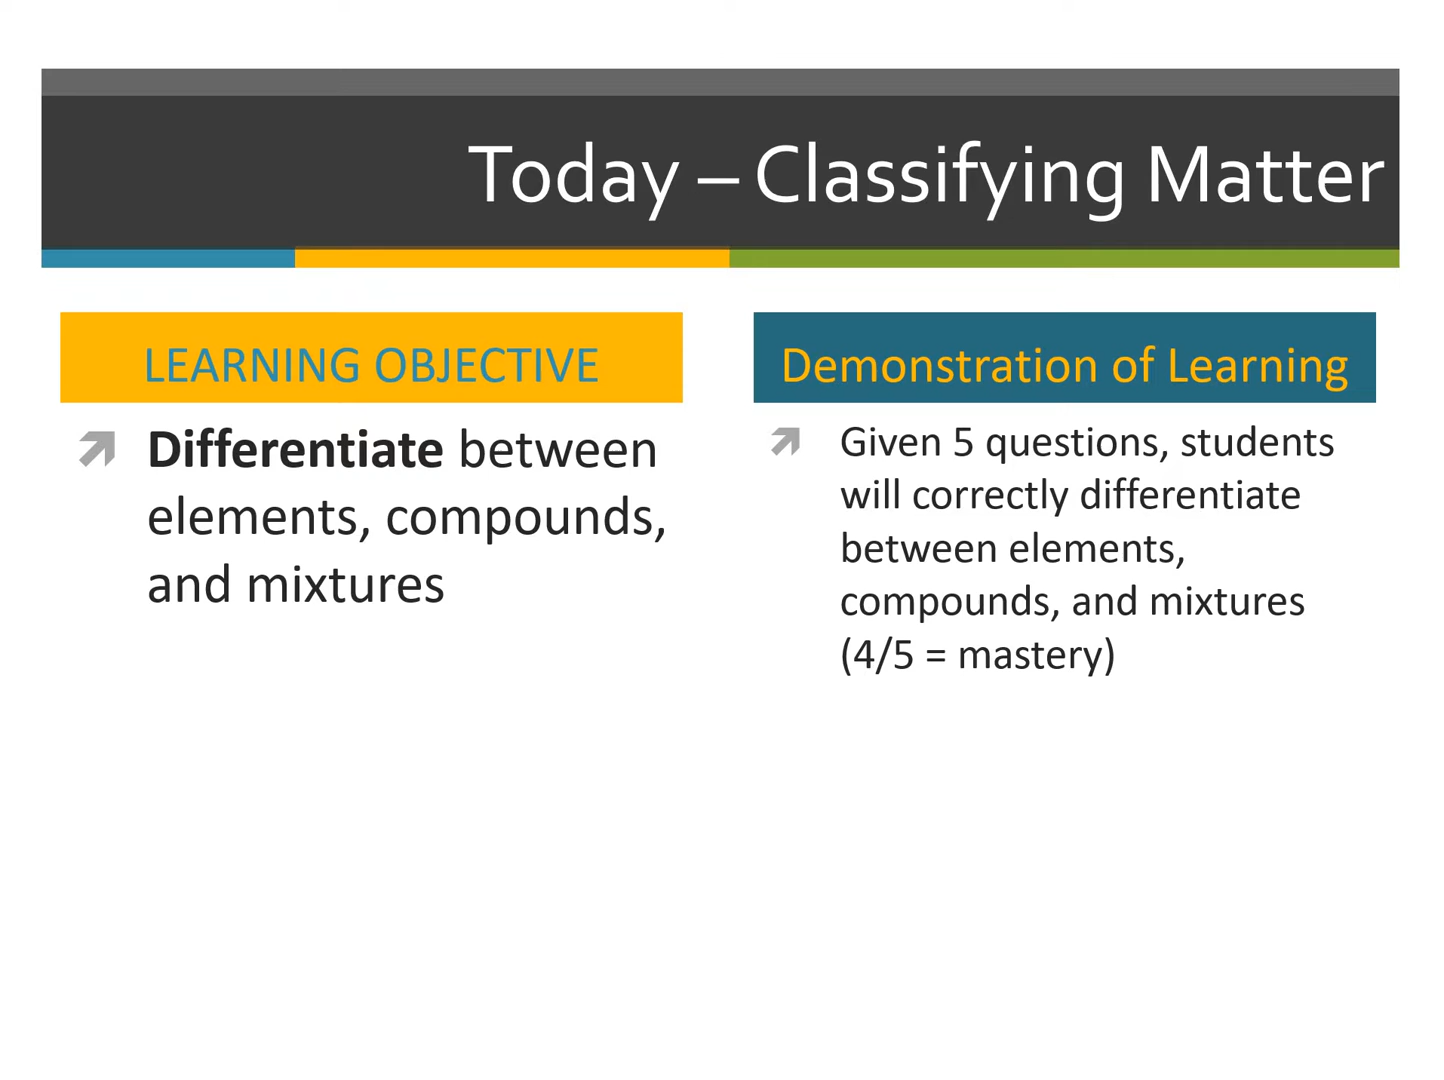 Today – Classifying Matter
LEARNING OBJECTIVE
Differentiate between
elements, compounds,
and mixtures
Demonstration of Learning
Given 5 questions, students
will correctly differentiate
between elements,
compounds, and mixtures
(4/5 = mastery)